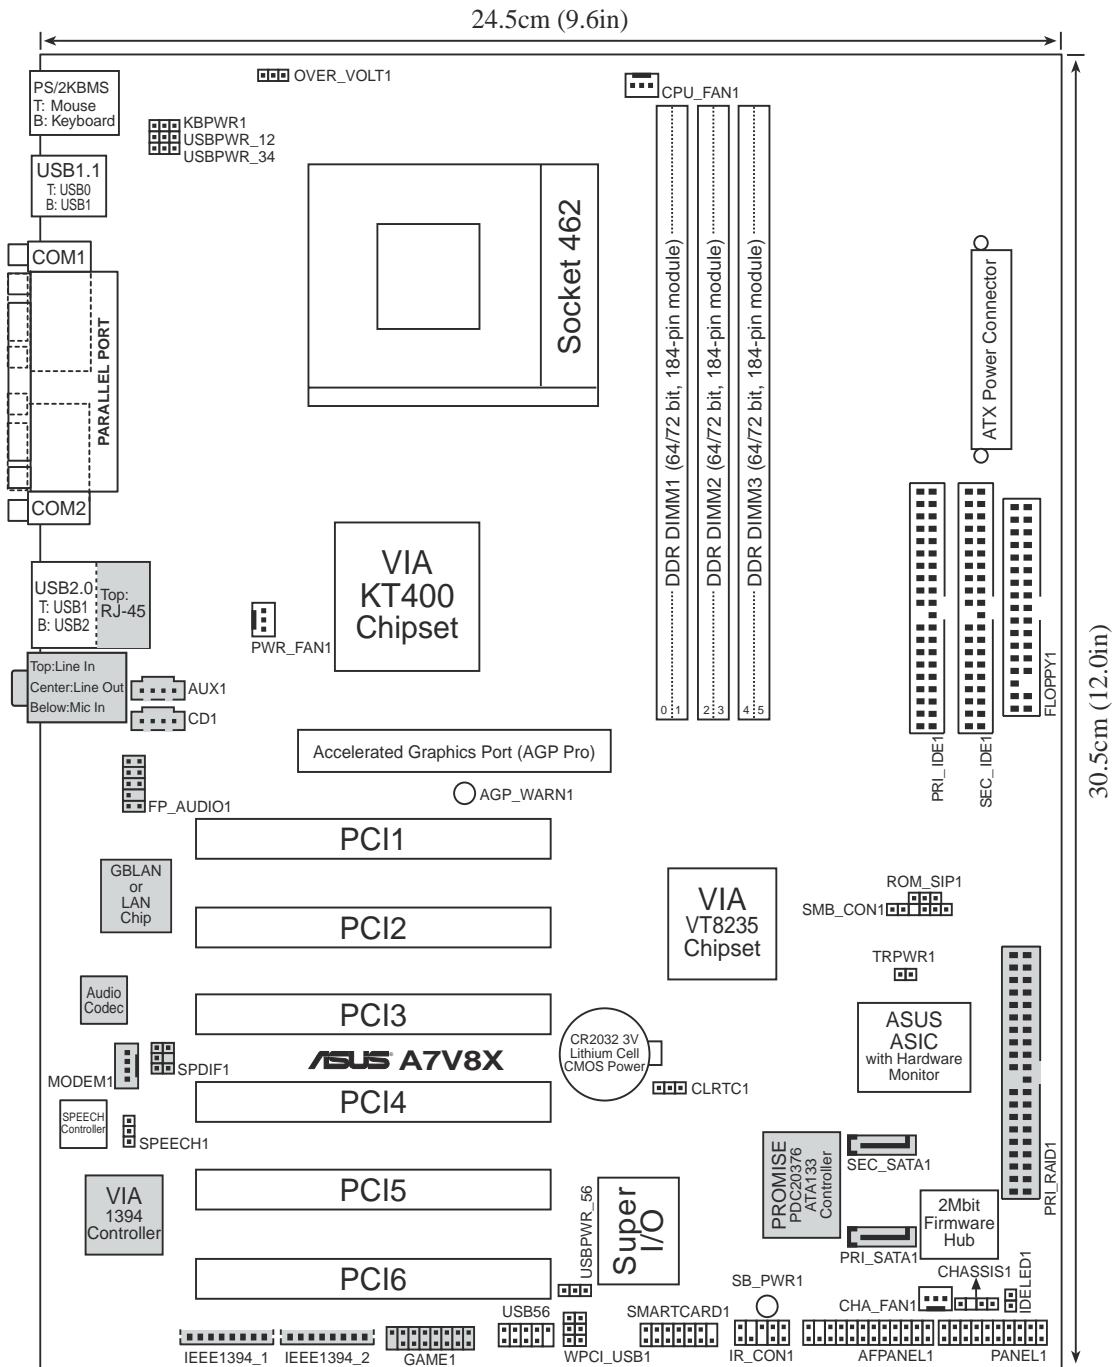 24.5cm (9.6in)
PS/2KBMS
T: Mouse
B: Keyboard
OVER_VOLT1
CPU_FAN1
KBPWR1
USBPWR_12
USBPWR_34
USB1.1
T: USB0
B: USB1
Socket 462
COM1
PARALLEL PORT
COM2
DDR DIMM1 (64/72 bit, 184-pin module)
DDR DIMM2 (64/72 bit, 184-pin module)
DDR DIMM3 (64/72 bit, 184-pin module)
0 1
2 3
4 5
ATX Power Connector
30.5cm (12.0in)
VIA
KT400
Chipset
USB2.0
T: USB1
B: USB2
Top:
RJ-45
PWR_FAN1
Top:Line In
Center:Line Out
Below:Mic In
AUX1
CD1
PRI_IDE1
SEC_IDE1
FLOPPY1
Accelerated Graphics Port (AGP Pro)
AGP_WARN1
FP_AUDIO1
PCI1
GBLAN
or
LAN
Chip
PCI2
VIA
VT8235
Chipset
ROM_SIP1
SMB_CON1
TRPWR1
Audio
Codec
PCI3
CR2032 3V
Lithium Cell
CMOS Power
ASUS
ASIC
with Hardware
Monitor
ASUS A7V8X
MODEM1
SPDIF1
CLRTC1
PCI4
SPEECH
Controller
SPEECH1
PROMISE
PDC20376
ATA133
Controller
SEC_SATA1
PRI_RAID1
VIA
1394
Controller
PCI5
USBPWR_56
Super
I/O
2Mbit
Firmware
Hub
PRI_SATA1
PCI6
SB_PWR1
CHASSIS1
CHA_FAN1
IDELED1
USB56
SMARTCARD1
IEEE1394_1
IEEE1394_2
GAME1
WPCI_USB1
IR_CON1
AFPANEL1
PANEL1